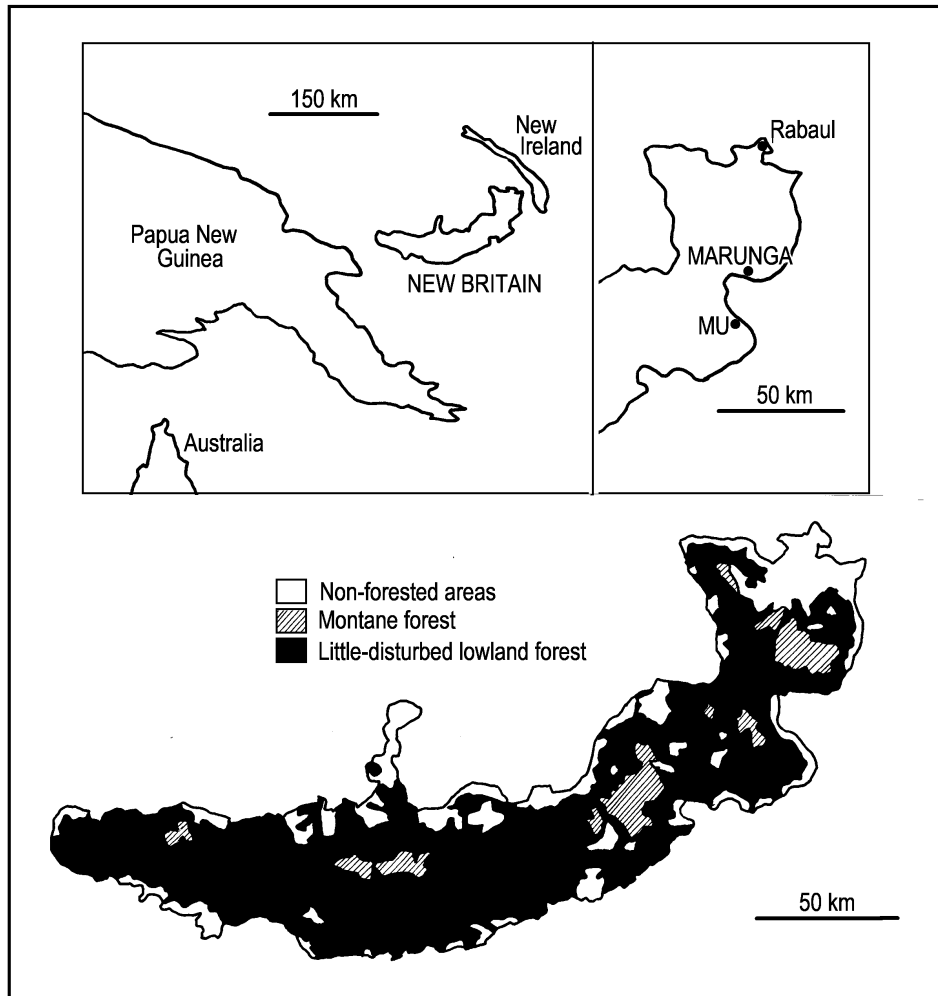 150 km
New
Ireland
Papua New
Guinea
NEW BRITAIN
Australia
Rabaul
MARUNGA
MU
50 km
Non-forested areas
Montane forest
Little-disturbed lowland forest
50 km